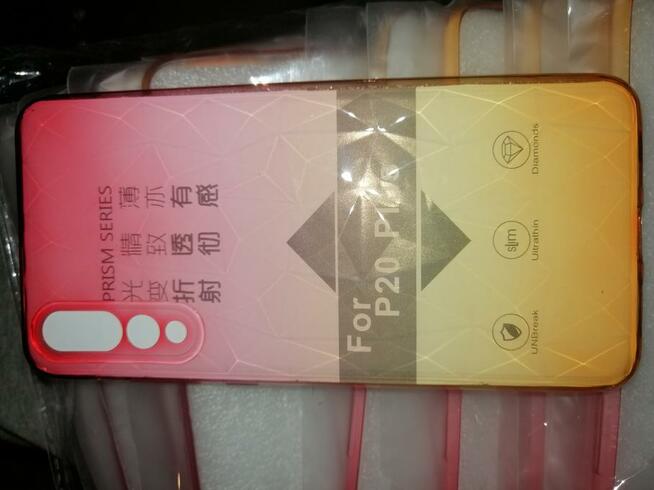 PRISM SERIES
光变折射
精致透彻
薄亦有感
For
P20 Plus
slim
UNBreak
Ultrathin
Diamonds